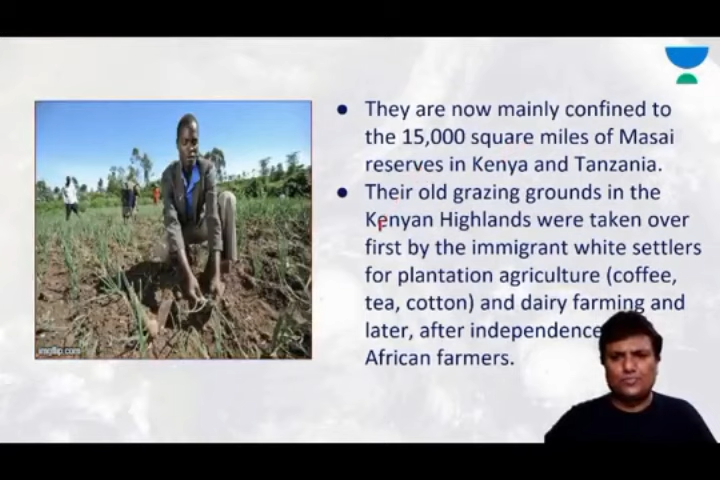 ● They are now mainly confined to
the 15,000 square miles of Masai
reserves in Kenya and Tanzania.
● Their old grazing grounds in the
Kenyan Highlands were taken over
first by the immigrant white settlers
for plantation agriculture (coffee,
tea, cotton) and dairy farming and
later, after independence
African farmers.
imgflip.com